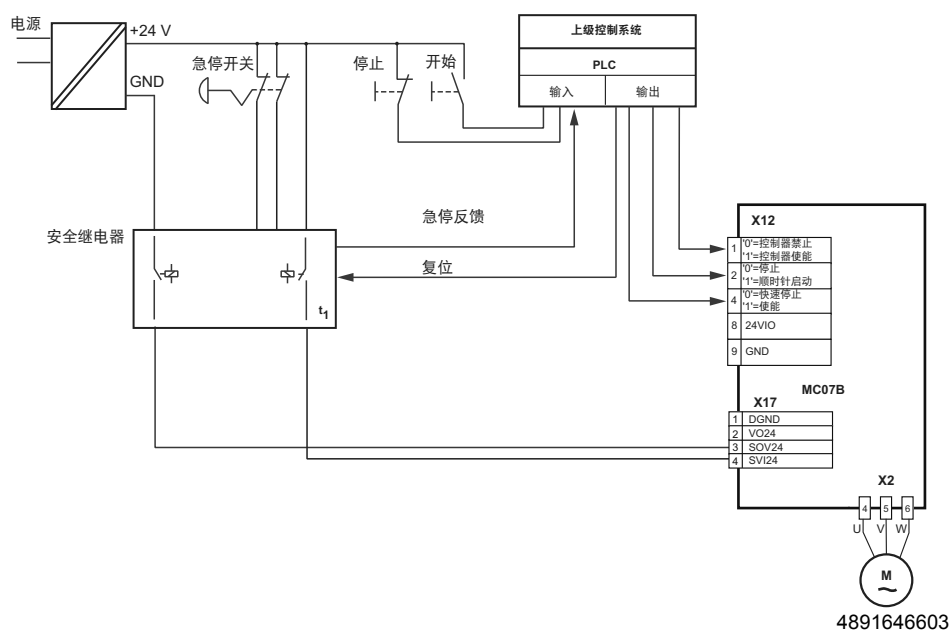 电源
+24 V
GND
急停开关
停止
开始
上级控制系统
PLC
输入
输出
安全继电器
t1
急停反馈
复位
X12
1
'0'=控制器禁止
'1'=控制器使能
2
'0'=停止
'1'=顺时针启动
4
'0'=快速停止
'1'=使能
8 24VIO
9 GND
MC07B
X17
1 DGND
2 VO24
3 SOV24
4 SVI24
X2
4 5 6
U V W
M
4891646603